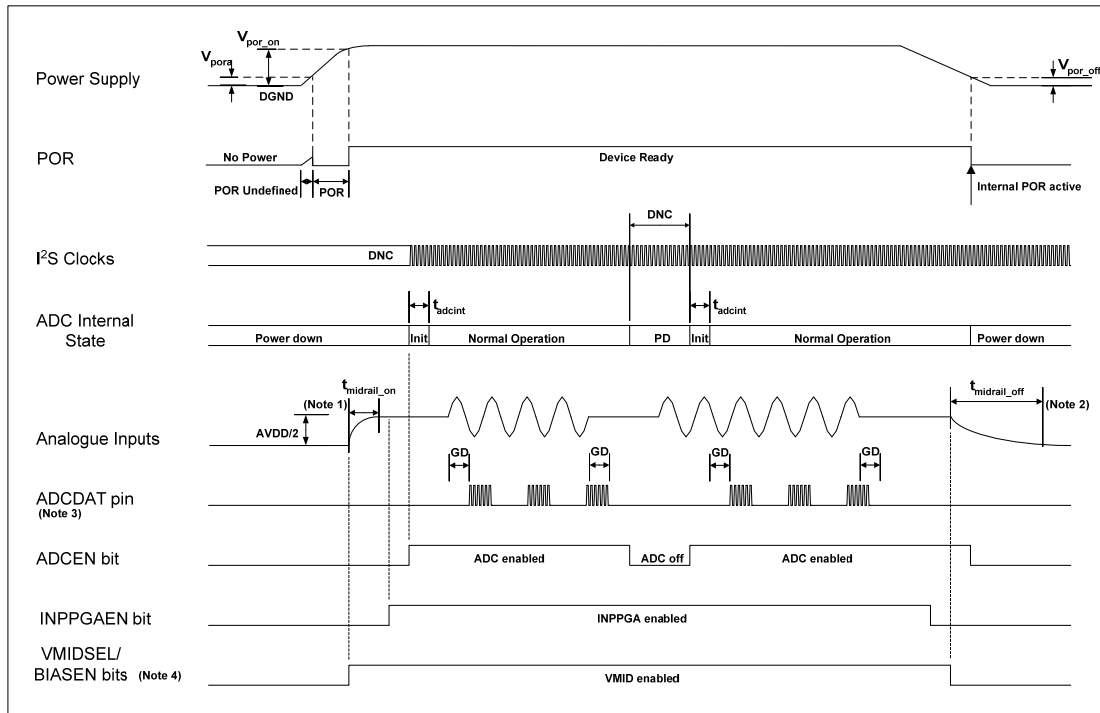 Vpor_on
Vpora
Power Supply
Vpor_off
DGND
POR
No Power
Device Ready
POR Undefined
POR
Internal POR active
DNC
I2S Clocks
DNC
tadcint
tadcint
ADC Internal
State
Power down
Init
Normal Operation
PD
Init
Normal Operation
Power down
tmidrail_on
tmidrail_off
(Note 1)
(Note 2)
AVDD/2
Analogue Inputs
GD
GD
GD
GD
ADCDAT pin
(Note 3)
ADCEN bit
ADC enabled
ADC off
ADC enabled
INPPGAEN bit
INPPGA enabled
VMIDSEL/
BIASEN bits (Note 4)
VMID enabled